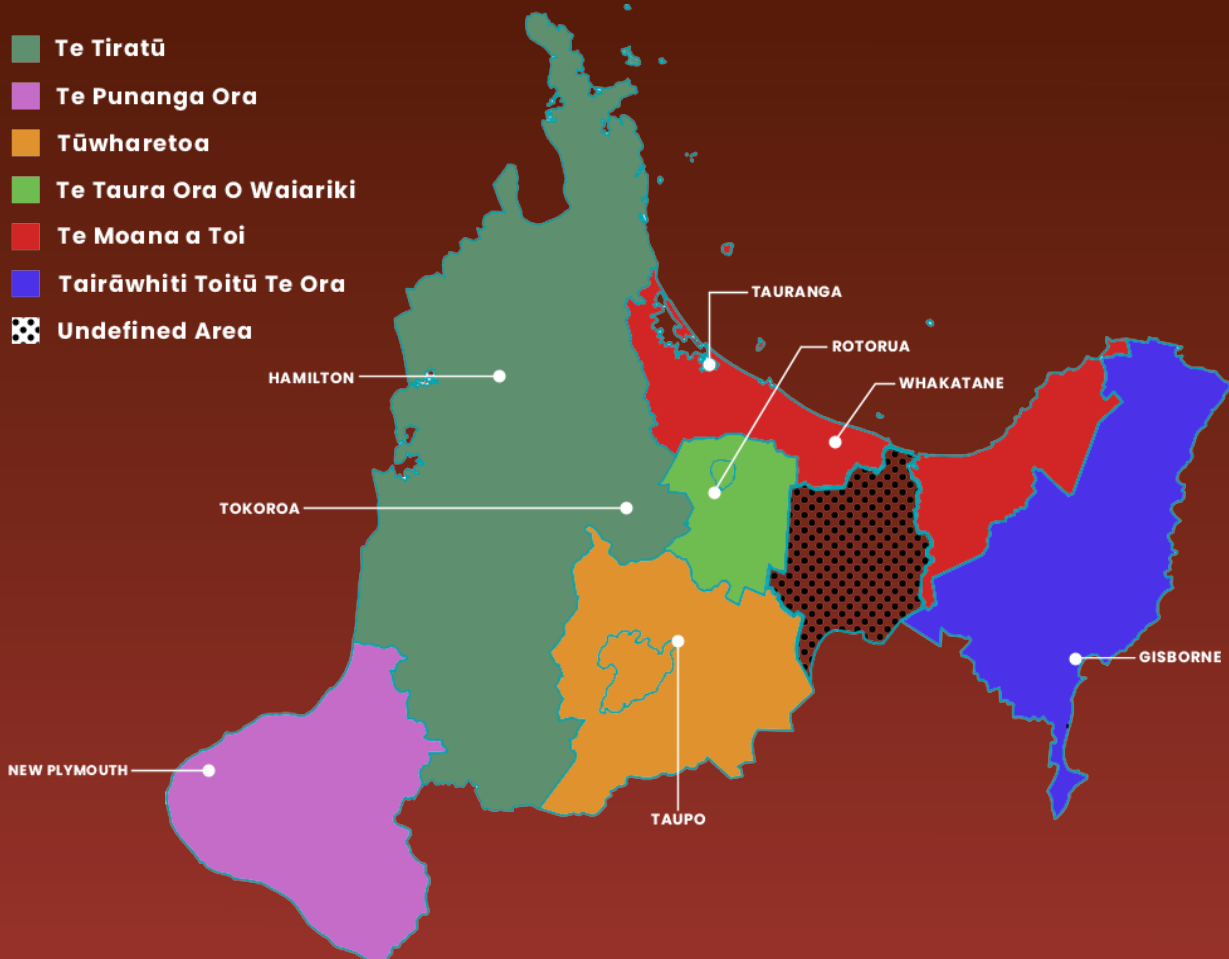 Te Tiratū
Te Punanga Ora
Tūwharetoa
Te Taura Ora O Waiariki
Te Moana a Toi
Tairāwhiti Toitū Te Ora
Undefined Area
TAURANGA
ROTORUA
HAMILTON
WHAKATANE
TOKOROA
GISBORNE
NEW PLYMOUTH
TAUPO